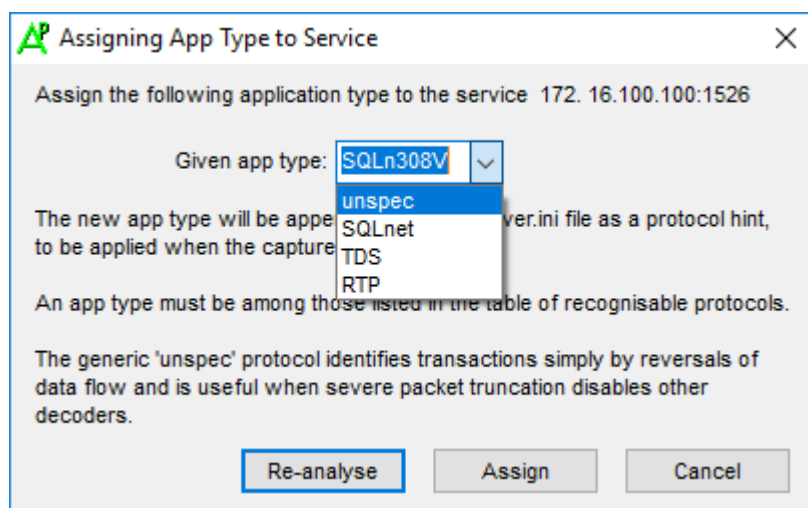 Assigning App Type to Service
Assign the following application type to the service 172. 16.100.100:1526
Given app type: SQLn308V
unspec
SQLnet
TDS
RTP
The new app type will be appe ver.ini file as a protocol hint,
to be applied when the capture
An app type must be among those listed in the table of recognisable protocols.
The generic 'unspec' protocol identifies transactions simply by reversals of
data flow and is useful when severe packet truncation disables other
decoders.
Re-analyse Assign Cancel